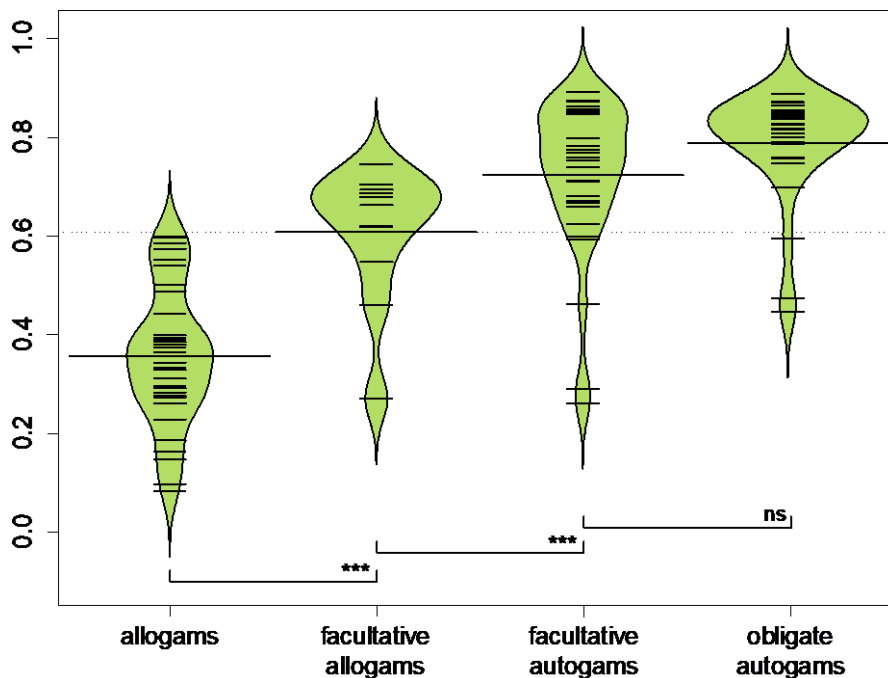 1.0
0.8
0.6
0.4
0.2
0.0
ns
***
***
allogams
facultative
allogams
facultative
autogams
obligate
autogams